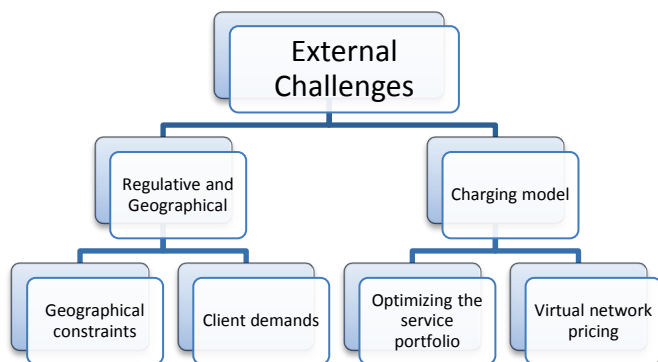 External
Challenges
Regulative and
Geographical
Charging model
Geographical
constraints
Client demands
Optimizing the
service
portfolio
Virtual network
pricing